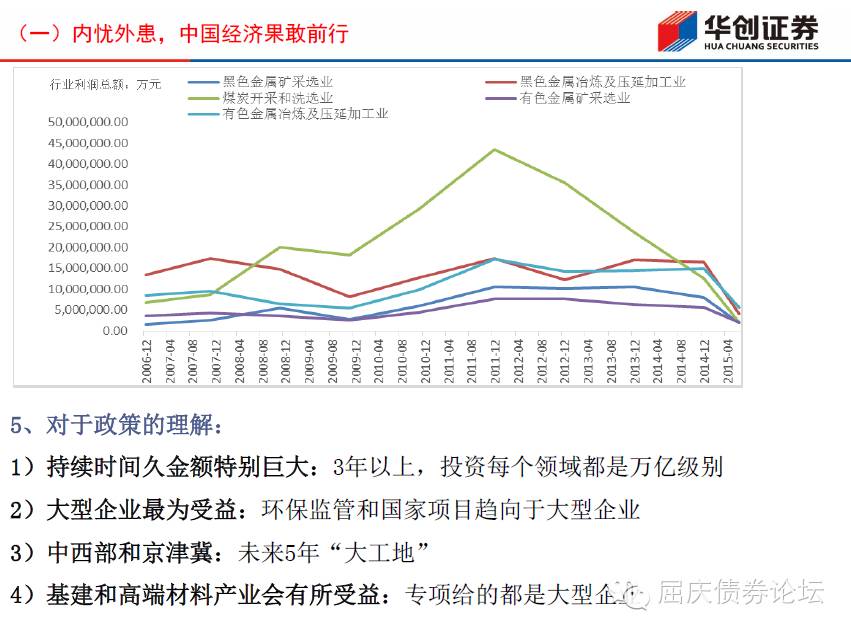 （一）内忧外患，中国经济果敢前行
华创证券
HUA CHUANG SECURITIES
行业利润总额：万元
黑色金属矿采选业
黑色金属冶炼及压延加工业
煤炭开采和洗选业
有色金属矿采选业
有色金属冶炼及压延加工业
50,000,000.00
45,000,000.00
40,000,000.00
35,000,000.00
30,000,000.00
25,000,000.00
20,000,000.00
15,000,000.00
10,000,000.00
5,000,000.00
0.00
2006-12
2007-04
2007-08
2007-12
2008-04
2008-08
2008-12
2009-04
2009-08
2009-12
2010-04
2010-08
2010-12
2011-04
2011-08
2011-12
2012-04
2012-08
2012-12
2013-04
2013-08
2013-12
2014-04
2014-08
2014-12
2015-04
5、对于政策的理解：
1）持续时间久金额特别巨大：3年以上，投资每个领域都是万亿级别
2）大型企业最为受益：环保监管和国家项目趋向于大型企业
3）中西部和京津冀：未来5年“大工地”
4）基建和高端材料产业会有所受益：专项给的都是大型企业
屈庆债券论坛